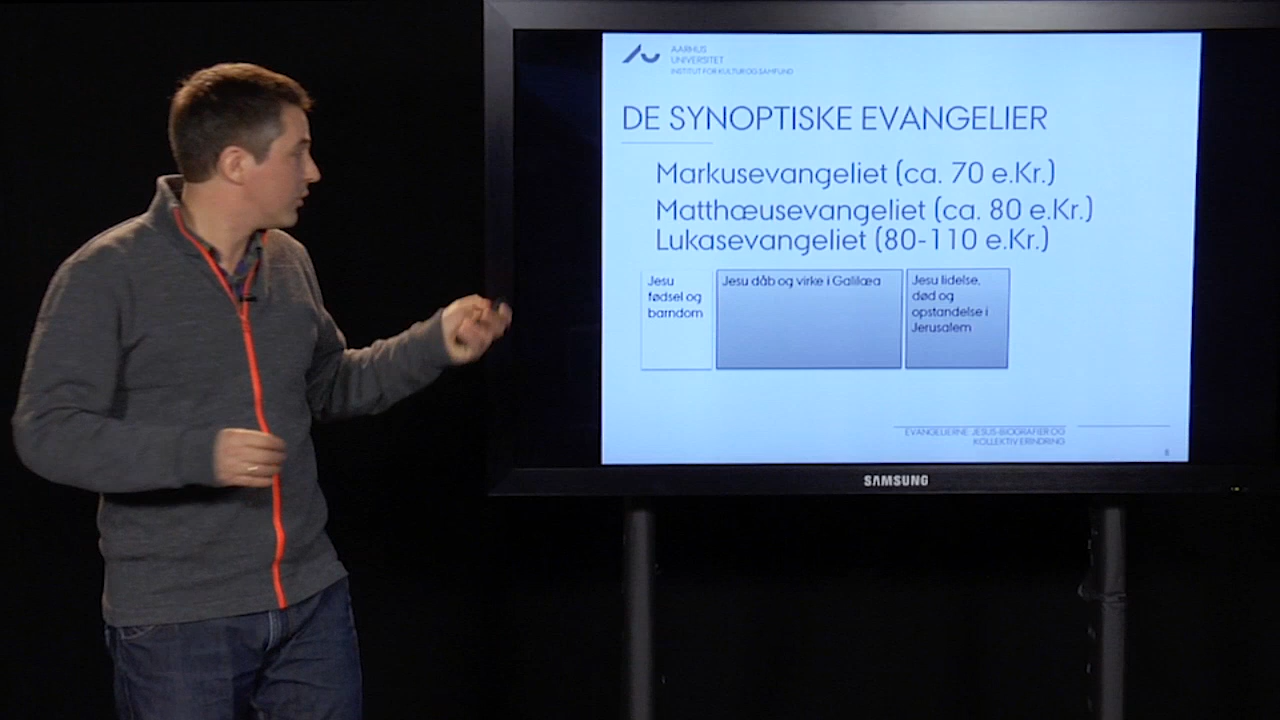 AARHUS
UNIVERSITET
INSTITUT FOR KULTUR OG SAMFUND
DE SYNOPTISKE EVANGELIER
Markusevangeliet (ca. 70 e.Kr.)
Matthæusevangeliet (ca. 80 e.Kr.)
Lukasevangeliet (80-110 e.Kr.)
Jesu
fødsel og
barndom
Jesu dåb og virke i Galilæa
Jesu lidelse,
død og
opstandelse i
Jerusalem
EVANGELIERNE: JESUS-BIOGRAFIER OG
KOLLEKTIV ERINDRING
8
SAMSUNG